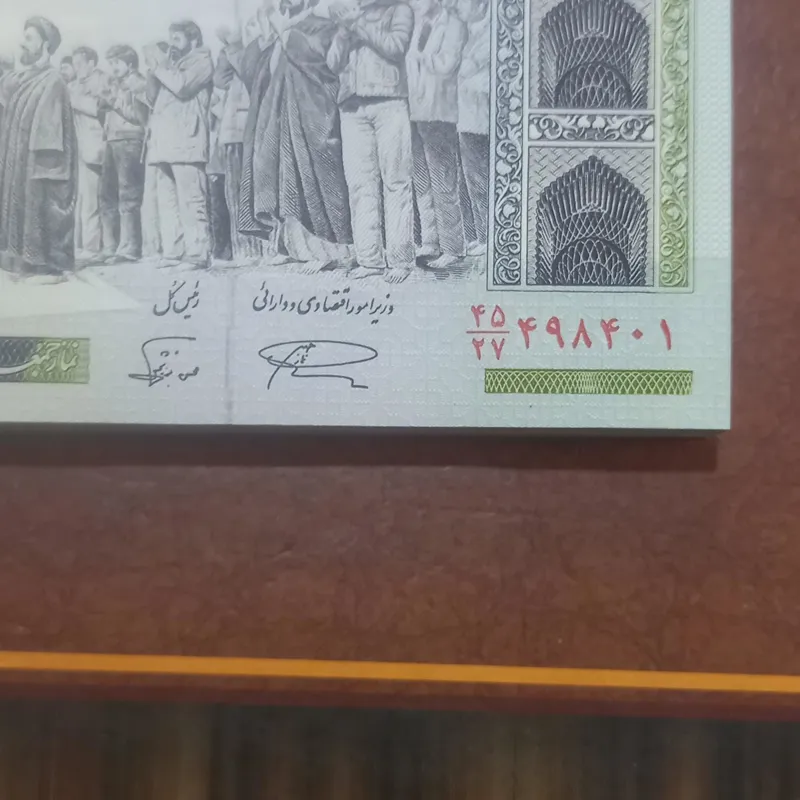 وزیر امور اقتصادی و دارائی
رئیس کل
۴۵
۲۷
۴۹۸۴۰۱